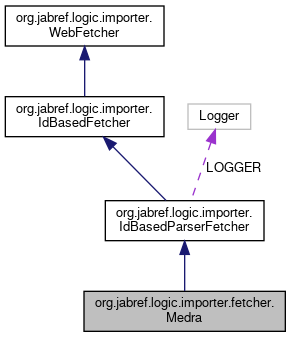 org.jabref.logic.importer.
WebFetcher
org.jabref.logic.importer.
IdBasedFetcher
Logger
LOGGER
org.jabref.logic.importer.
IdBasedParserFetcher
org.jabref.logic.importer.fetcher.
Medra